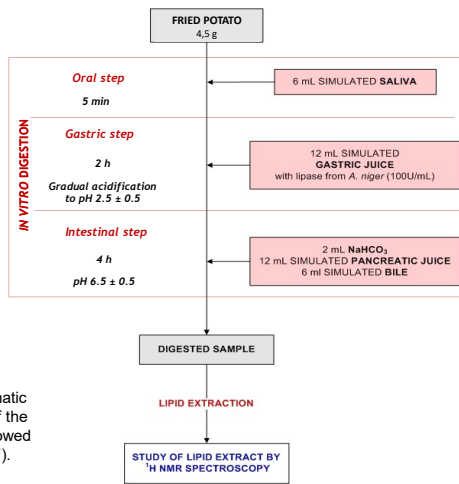 FRIED POTATO
4,5 g
Oral step
5 min
6 mL SIMULATED SALIVA
Gastric step
2 h
Gradual acidification
to pH 2.5 ± 0.5
12 mL SIMULATED
GASTRIC JUICE
with lipase from A. niger (100U/mL)
IN VITRO DIGESTION
Intestinal step
4 h
pH 6.5 ± 0.5
2 mL NaHCO₃
12 mL SIMULATED PANCREATIC JUICE
6 ml SIMULATED BILE
DIGESTED SAMPLE
LIPID EXTRACTION
STUDY OF LIPID EXTRACT BY
¹H NMR SPECTROSCOPY